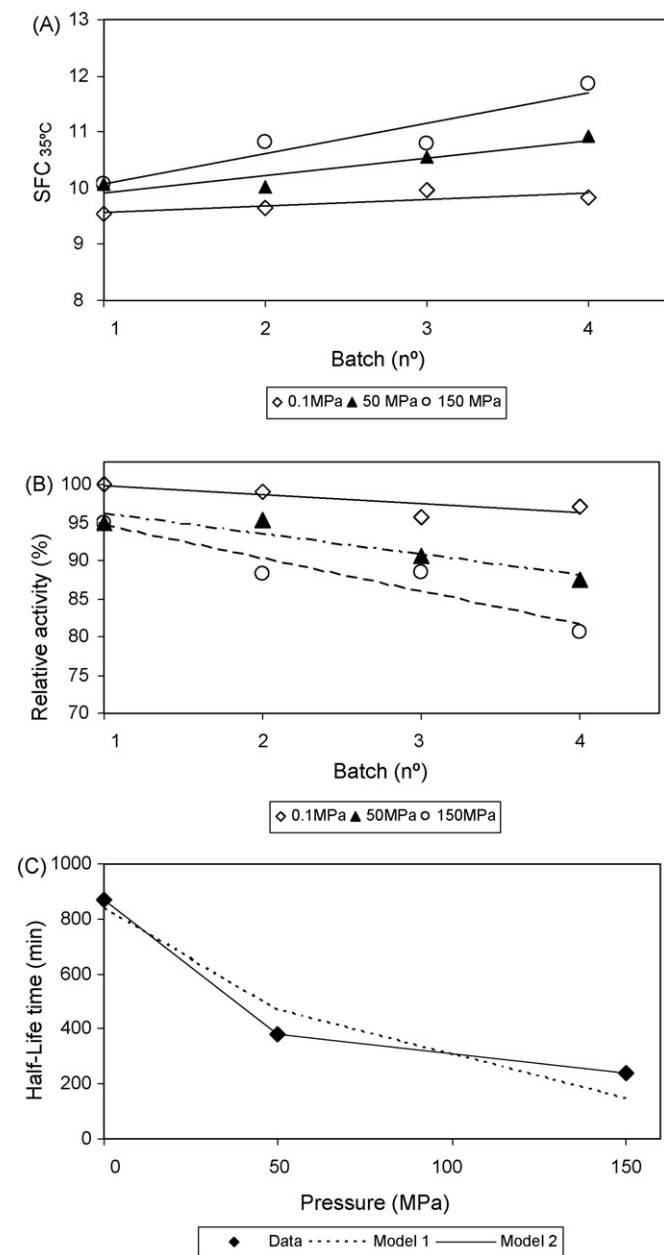 (A)
13
12
11
10
9
8
SFC 35ºC
1 2 3 4
Batch (nº)
◇ 0.1MPa ▲ 50 MPa ○ 150 MPa
(B)
100
95
90
85
80
75
70
Relative activity (%)
1 2 3 4
Batch (nº)
◇ 0.1MPa ▲ 50MPa ○ 150MPa
(C)
1000
800
600
400
200
0
Half-Life time (min)
0 50 100 150
Pressure (MPa)
◆ Data Model 1 Model 2